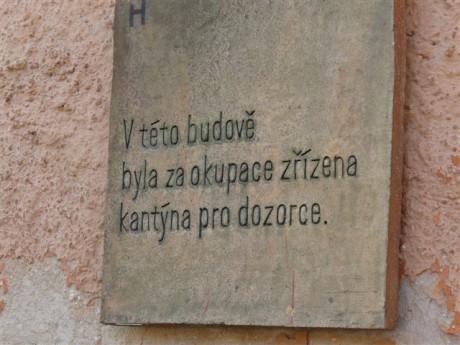 H
V této budově
byla za okupace zřízena
kantýna pro dozorce.